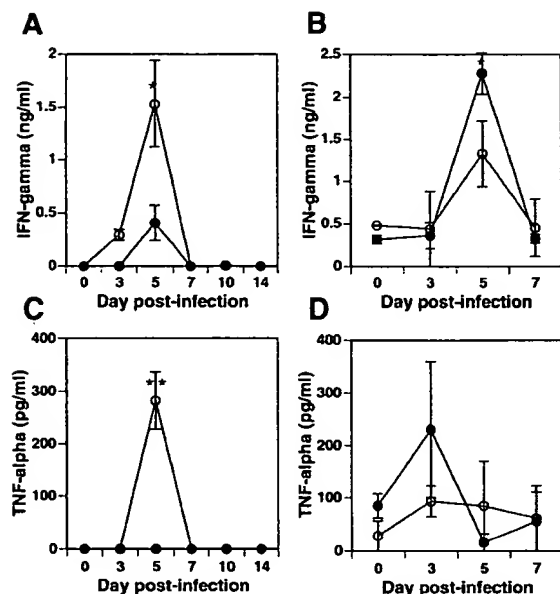 A
IFN-gamma (ng/ml)
2
1.5
1
0.5
0
*
0 3 5 7 10 14
Day post-infection
B
IFN-gamma (ng/ml)
2.5
2
1.5
1
0.5
0
*
0 3 5 7
Day post-infection
C
TNF-alpha (pg/ml)
400
300
200
100
0
**
0 3 5 7 10 14
Day post-infection
D
TNF-alpha (pg/ml)
400
300
200
100
0
0 3 5 7
Day post-infection